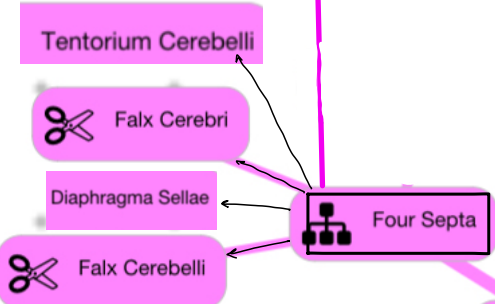 Tentorium Cerebelli
Falx Cerebri
Diaphragma Sellae
Four Septa
Falx Cerebelli